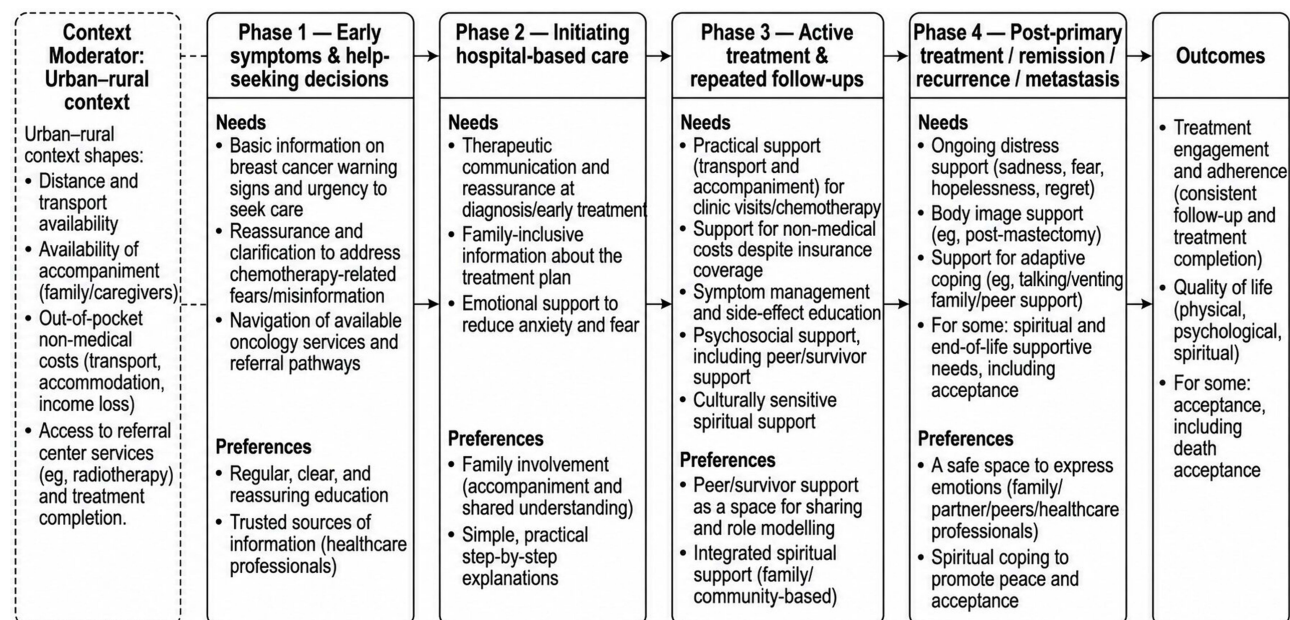 Context
Moderator:
Urban–rural
context
Urban–rural
context shapes:
• Distance and
transport
availability
• Availability of
accompaniment
(family/caregivers)
• Out-of-pocket
non-medical
costs (transport,
accommodation,
income loss)
• Access to referral
center services
(eg, radiotherapy)
and treatment
completion.
Phase 1 — Early
symptoms & help-
seeking decisions
Needs
• Basic information on
breast cancer warning
signs and urgency to
seek care
• Reassurance and
clarification to address
chemotherapy-related
fears/misinformation
• Navigation of available
oncology services and
referral pathways
Preferences
• Regular, clear, and
reassuring education
• Trusted sources of
information (healthcare
professionals)
Phase 2 — Initiating
hospital-based care
Needs
• Therapeutic
communication and
reassurance at
diagnosis/early treatment
• Family-inclusive
information about the
treatment plan
• Emotional support to
reduce anxiety and fear
Preferences
• Family involvement
(accompaniment and
shared understanding)
• Simple, practical
step-by-step
explanations
Phase 3 — Active
treatment &
repeated follow-ups
Needs
• Practical support
(transport and
accompaniment) for
clinic visits/chemotherapy
• Support for non-medical
costs despite insurance
coverage
• Symptom management
and side-effect education
• Psychosocial support,
including peer/survivor
support
• Culturally sensitive
spiritual support
Preferences
• Peer/survivor support
as a space for sharing
and role modelling
• Integrated spiritual
support (family/
community-based)
Phase 4 — Post-primary
treatment / remission /
recurrence / metastasis
Needs
• Ongoing distress
support (sadness, fear,
hopelessness, regret)
• Body image support
(eg, post-mastectomy)
• Support for adaptive
coping (eg, talking/venting
family/peer support)
• For some: spiritual and
end-of-life supportive
needs, including
acceptance
Preferences
• A safe space to express
emotions (family/
partner/peers/healthcare
professionals)
• Spiritual coping to
promote peace and
acceptance
Outcomes
• Treatment
engagement
and adherence
(consistent
follow-up and
treatment
completion)
• Quality of life
(physical,
psychological,
spiritual)
• For some:
acceptance,
including
death
acceptance